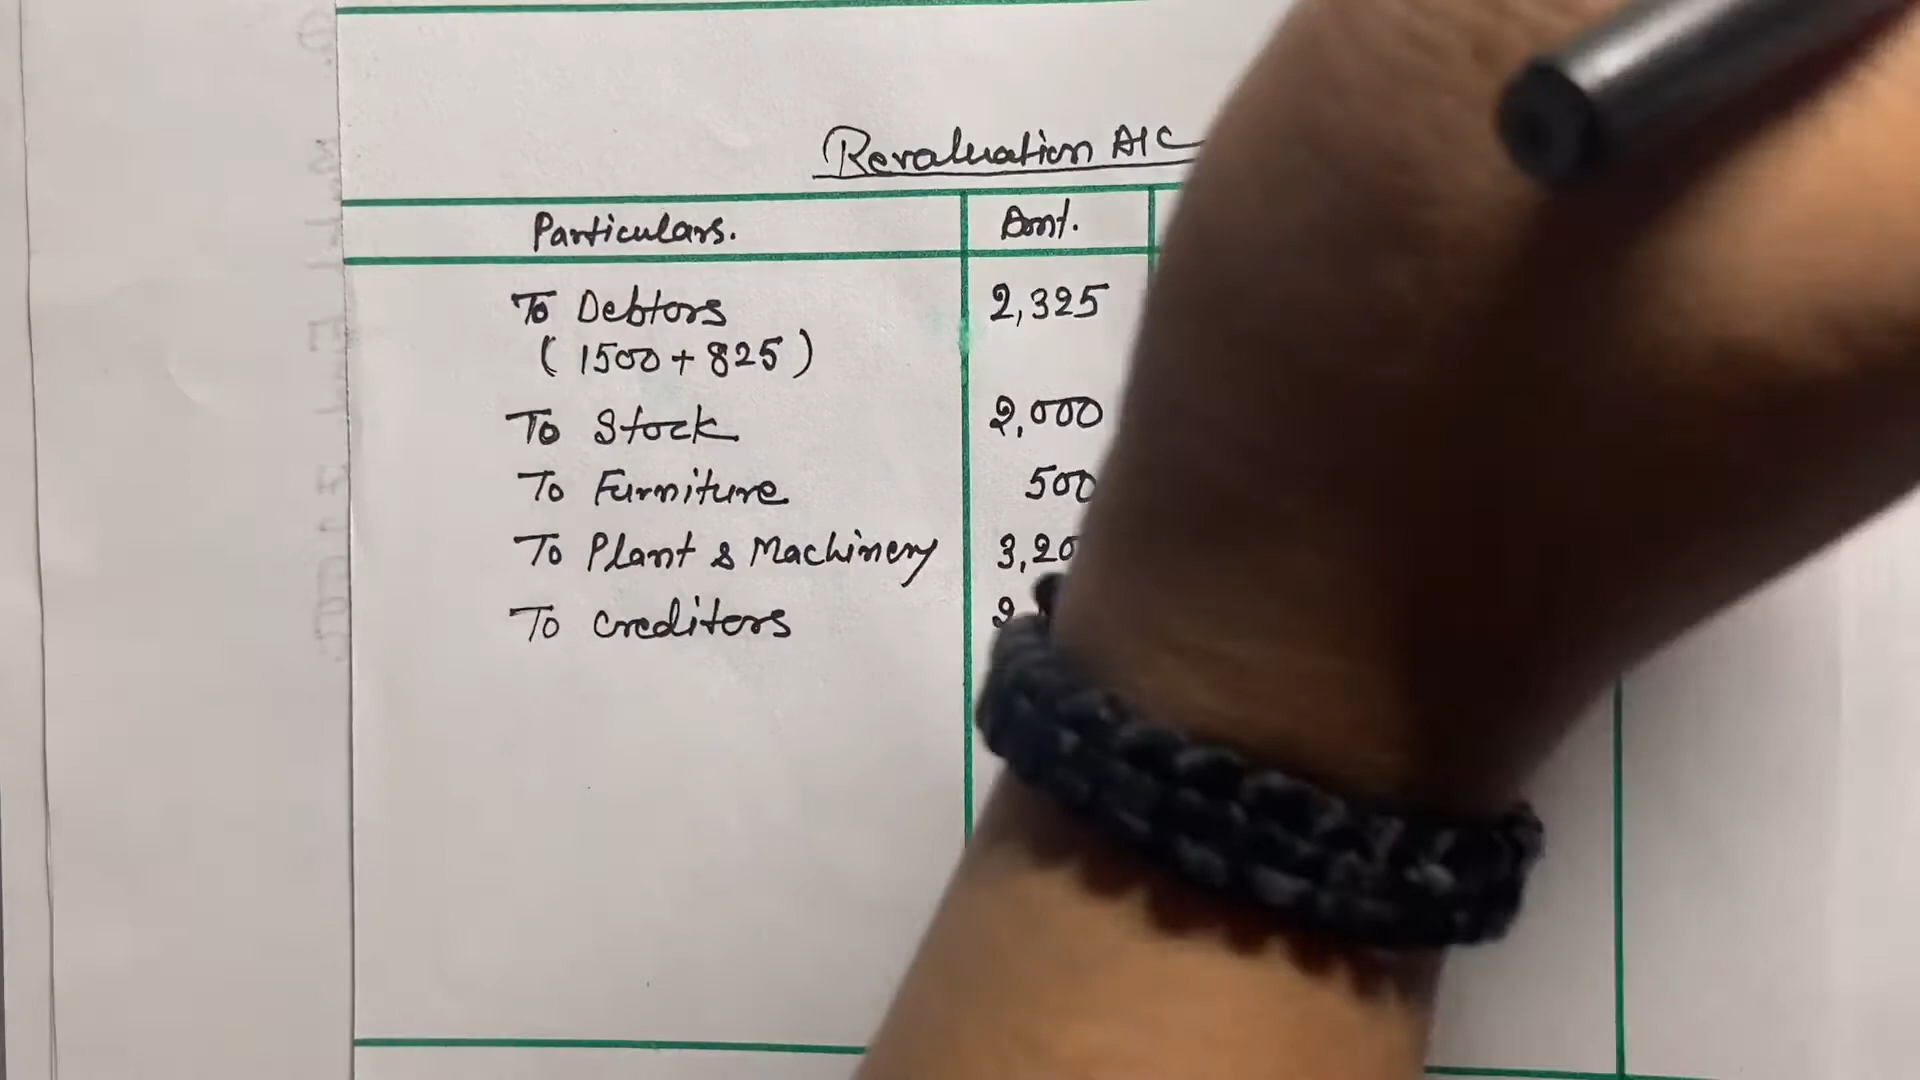 Revaluation A/C
Particulars. Amt.
To Debtors 2,325
(1500 + 825)
To Stock 2,000
To Furniture 500
To Plant & Machinery
To Creditors